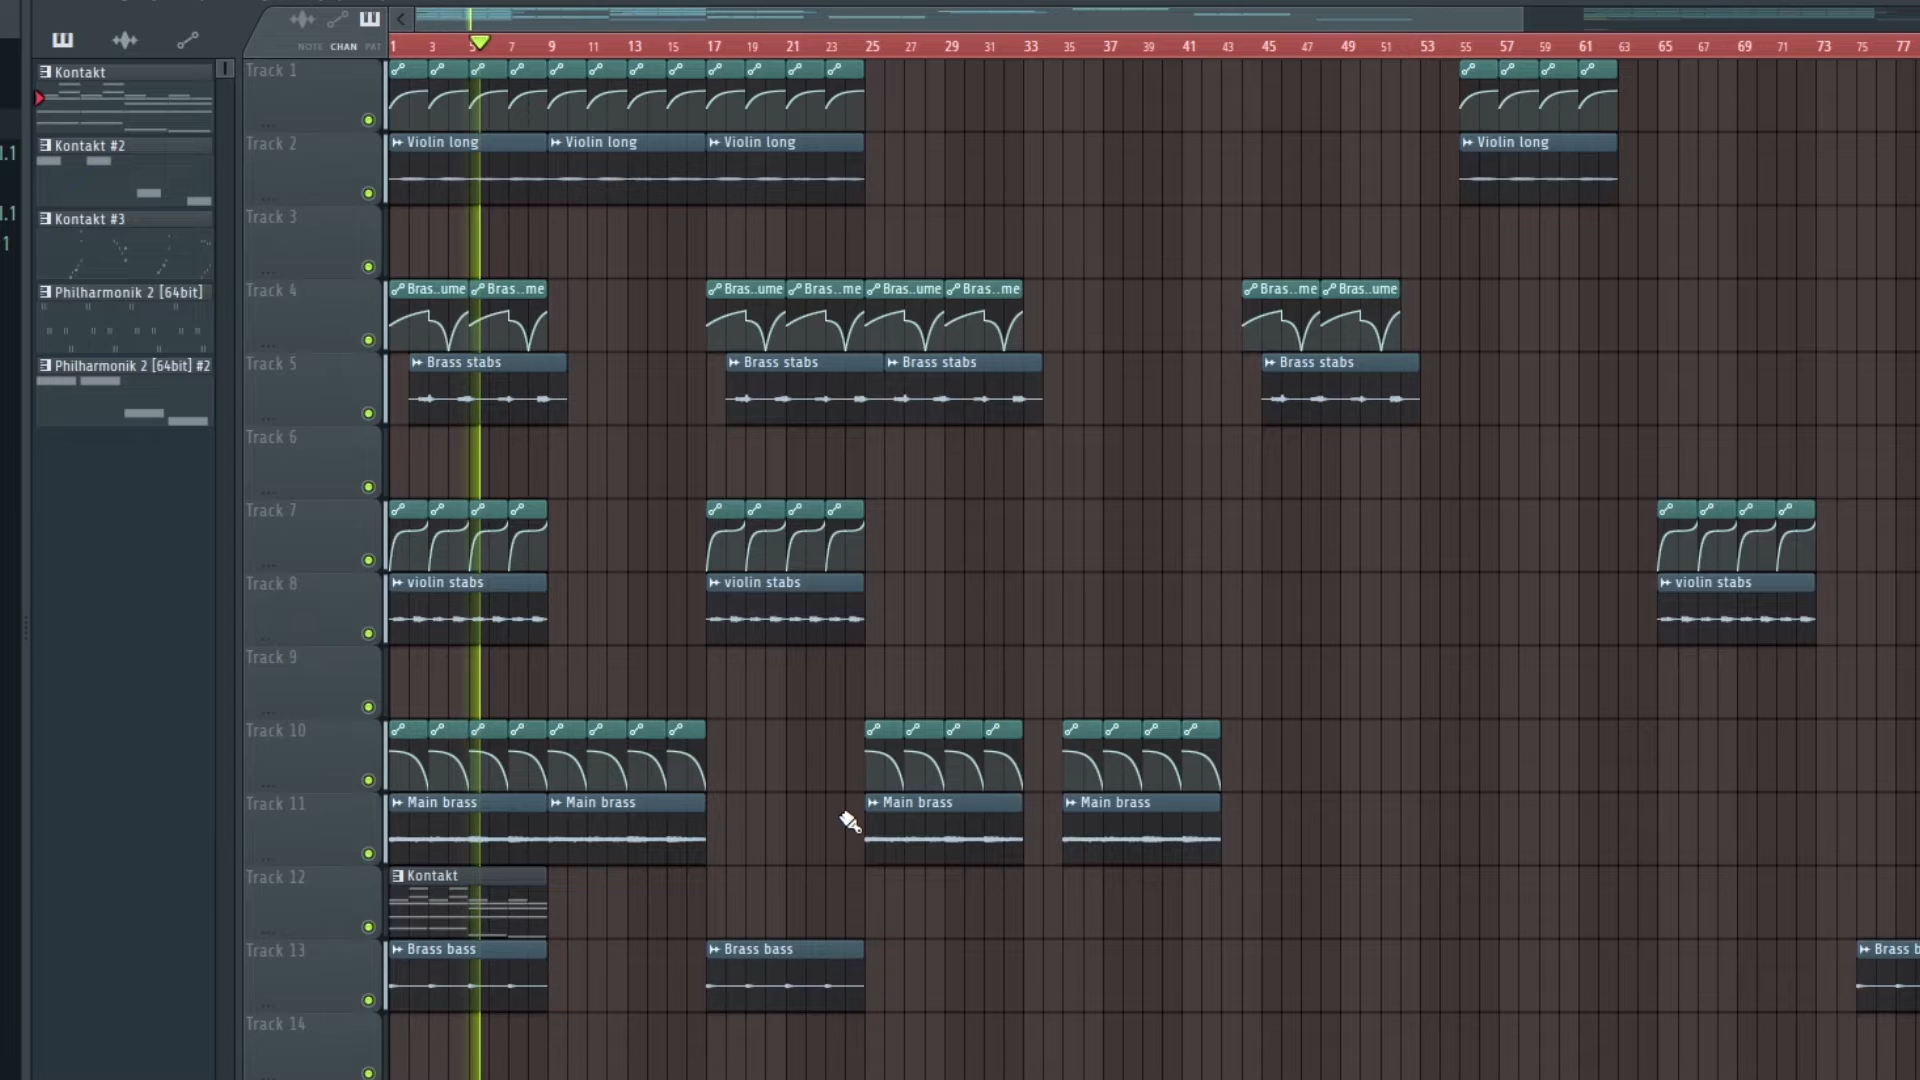 NOTE CHAN PAT
1 3 5 7 9 11 13 15 17 19 21 23 25 27 29 31 33 35 37 39 41 43 45 47 49 51 53 55 57 59 61 63 65 67 69 71 73 75 77
Kontakt
Kontakt #2
Kontakt #3
Philharmonik 2 [64bit]
Philharmonik 2 [64bit] #2
.1
.1
1
Track 1
Track 2
Violin long Violin long Violin long Violin long
Track 3
Track 4
Bras..ume Bras..me Bras..ume Bras..me Bras..ume Bras..me Bras..me Bras..ume
Track 5
Brass stabs Brass stabs Brass stabs Brass stabs
Track 6
Track 7
Track 8
violin stabs violin stabs violin stabs
Track 9
Track 10
Track 11
Main brass Main brass Main brass Main brass
Track 12
Kontakt
Track 13
Brass bass Brass bass Brass b
Track 14